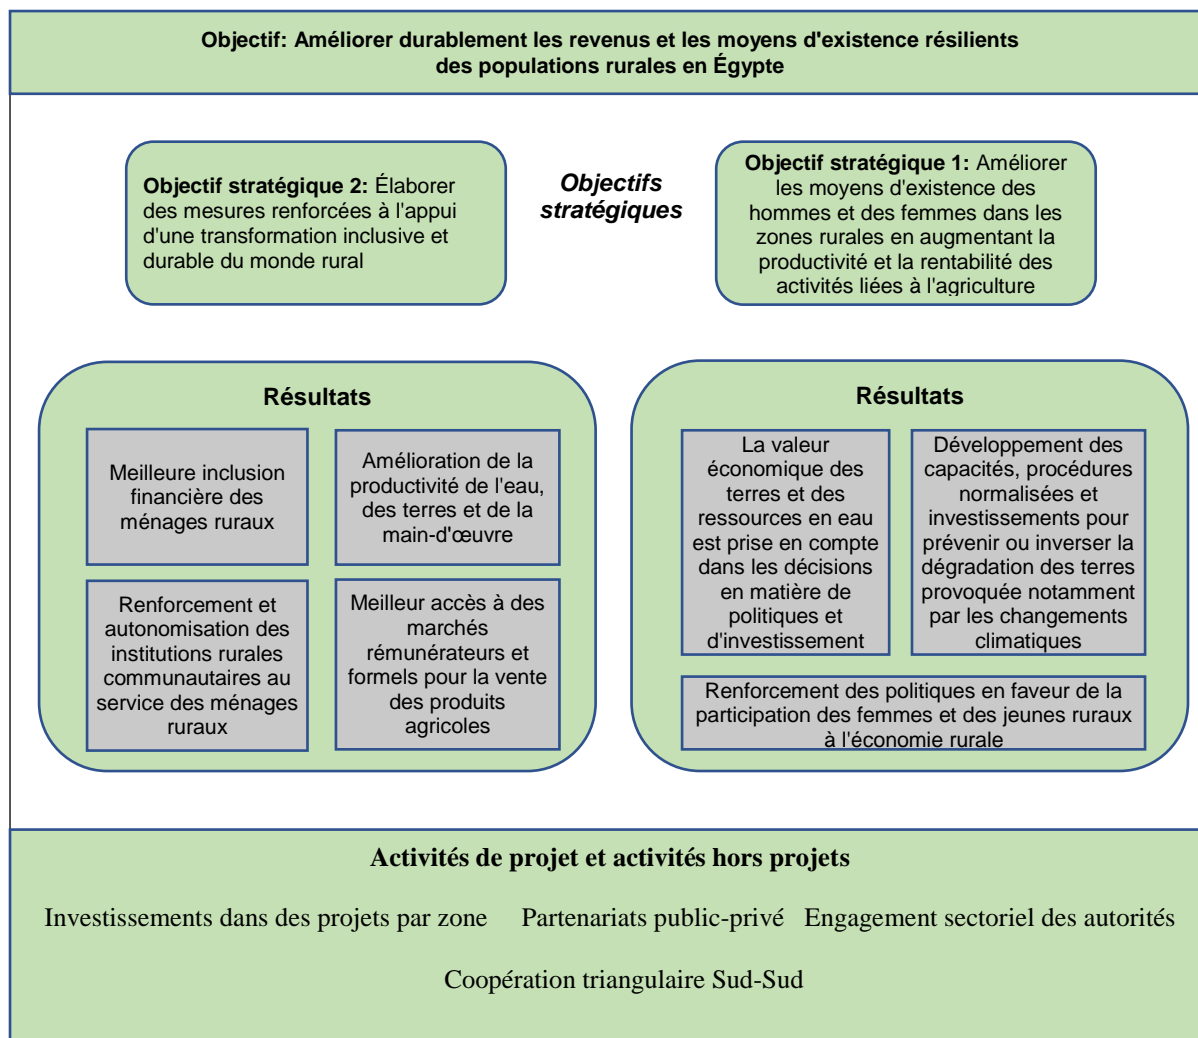 Objectif: Améliorer durablement les revenus et les moyens d'existence résilients
des populations rurales en Égypte
Objectif stratégique 2: Élaborer
des mesures renforcées à l'appui
d'une transformation inclusive et
durable du monde rural
Objectifs
stratégiques
Objectif stratégique 1: Améliorer
les moyens d'existence des
hommes et des femmes dans les
zones rurales en augmentant la
productivité et la rentabilité des
activités liées à l'agriculture
Résultats
Meilleure inclusion
financière des
ménages ruraux
Amélioration de la
productivité de l'eau,
des terres et de la
main-d'œuvre
Renforcement et
autonomisation des
institutions rurales
communautaires au
service des ménages
ruraux
Meilleur accès à des
marchés
rémunérateurs et
formels pour la vente
des produits
agricoles
Résultats
La valeur
économique des
terres et des
ressources en eau
est prise en compte
dans les décisions
en matière de
politiques et
d'investissement
Développement des
capacités, procédures
normalisées et
investissements pour
prévenir ou inverser la
dégradation des terres
provoquée notamment
par les changements
climatiques
Renforcement des politiques en faveur de la
participation des femmes et des jeunes ruraux
à l'économie rurale
Activités de projet et activités hors projets
Investissements dans des projets par zone Partenariats public-privé Engagement sectoriel des autorités
Coopération triangulaire Sud-Sud